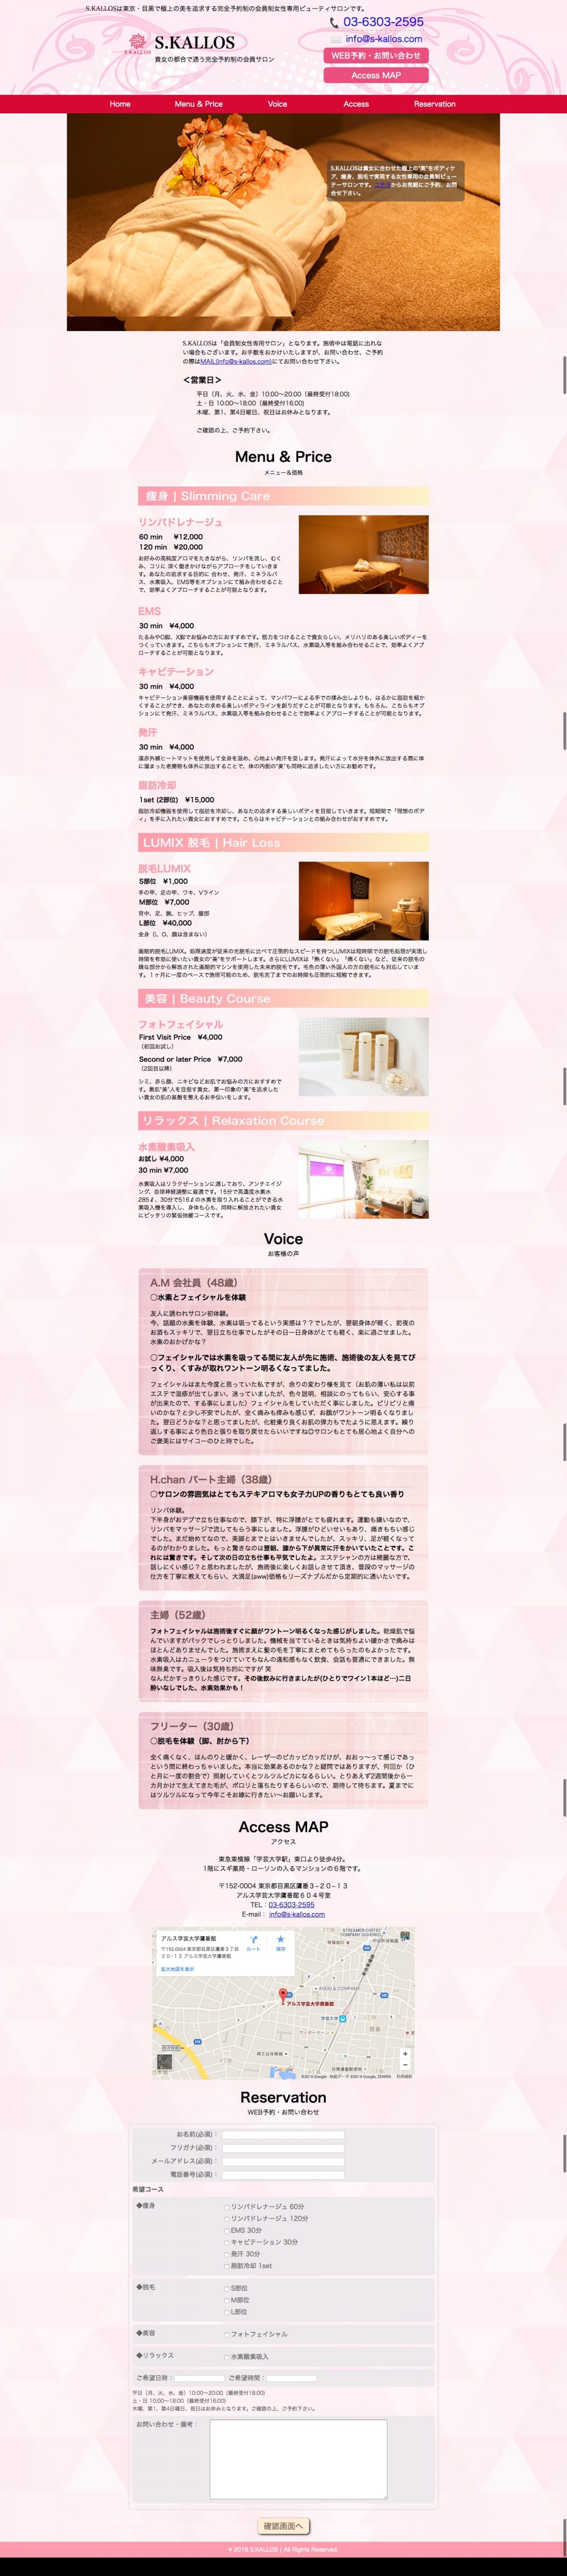 S.KALLOSは東京・目黒で極上の美を追求する完全予約制の会員制女性専用ビューティサロンです。
S.KALLOS
S.KALLOS
貴女の都合で通う完全予約制の会員サロン
03-6303-2595
info@s-kallos.com
WEB予約・お問い合わせ
Access MAP
Home Menu & Price Voice Access Reservation
S.KALLOSは貴女に合わせた極上の"美"をボディケ
ア、痩身、脱毛で実現する女性専用の会員制ビュー
テーサロンです。こちらからお気軽にご予約、お問
合せ下さい。
S.KALLOSは「会員制女性専用サロン」となります。施術中は電話に出れな
い場合もございます。お手数をおかけいたしますが、お問い合わせ、ご予約
の際はMAIL(info@s-kallos.com)にてお問い合わせ下さい。
＜営業日＞
平日（月、火、水、金）10:00〜20:00（最終受付18:00)
土・日 10:00〜18:00（最終受付16:00)
木曜、第1、第4日曜日、祝日はお休みとなります。
ご確認の上、ご予約下さい。
Menu & Price
メニュー＆価格
痩身 | Slimming Care
リンパドレナージュ
60 min ¥12,000
120 min ¥20,000
お好みの高純度アロマをたきながら、リンパを流し、むく
み、コリに 深く働きかけながらアプローチをしていきま
す。あなたの追求する目的に 合わせ、発汗、ミネラルパ
ス、水素吸入、EMS等をオプションにて組み合わせること
で、効率よくアプローチすることが可能となります。
EMS
30 min ¥4,000
たるみやO脚、X脚でお悩みの方におすすめです。筋力をつけることで貴女らしい、メリハリのある美しいボディーを
つくっていきます。こちらもオプションにて発汗、ミネラルパス、水素吸入等を組み合わせることで、効率よくアプ
ローチすることが可能となります。
キャビテーション
30 min ¥4,000
キャビテーション美容機器を使用することによって、マンパワーによる手での揉み出しよりも、はるかに脂肪を細か
くすることができ、あなたの求める美しいボディラインを創りだすことが可能となります。もちろん、こちらもオプ
ションにて発汗、ミネラルパス、水素吸入等を組み合わせることで効率よくアプローチすることが可能となります。
発汗
30 min ¥4,000
遠赤外線ヒートマットを使用して全身を温め、心地よい発汗を促します。発汗によって水分を体外に放出する際に体
に溜まった老廃物も体外に排出することで、体の内側の"美"も同時に追求したい方にお勧めです。
脂肪冷却
1set (2部位) ¥15,000
脂肪冷却機器を使用して脂肪を冷却し、あなたの追求する美しいボディを目指していきます。短期間で「理想のボデ
ィ」を手に入れたい貴女におすすめです。こちらはキャビテーションとの組み合わせがおすすめです。
LUMIX 脱毛 | Hair Loss
脱毛LUMIX
S部位 ¥1,000
手の甲、足の甲、ワキ、Vライン
M部位 ¥7,000
背中、足、腕、ヒップ、腹部
L部位 ¥40,000
全身（I、O、顔は含まない）
画期的脱毛LUMIX。処理速度が従来の光脱毛に比べて圧倒的なスピードを持つLUMIXは短時間での脱毛処理が実現し
時間を有効に使いたい貴女の"美"をサポートします。さらにLUMIXは「熱くない」「痛くない」など、従来の脱毛の
嫌な部分から解放された画期的マシンを使用した未来的脱毛です。毛色の薄い外国人の方の脱毛にも対応していま
す。1ヶ月に一度のペースで施術可能のため、脱毛完了までのお時間も圧倒的に短縮できます。
美容 | Beauty Course
フォトフェイシャル
First Visit Price ¥4,000
（初回お試し）
Second or later Price ¥7,000
（2回目以降）
シミ、赤ら顔、ニキビなどお肌でお悩みの方におすすめで
す。素肌"美"人を目指す貴女、第一印象の"美"を追求した
い貴女の肌の基盤を整えるお手伝いをします。
リラックス | Relaxation Course
水素酸素吸入
お試し ¥4,000
30 min ¥7,000
水素吸入はリラクゼーションに適しており、アンチエイジ
ング、自律神経調整に最適です。15分で高濃度水素水
285ℓ、30分で516ℓの水素を取り入れることができる水
素吸入機を導入し、身体も心も、同時に解放されたい貴女
にピッタリの緊張弛緩コースです。
Voice
お客様の声
A.M 会社員（48歳）
〇水素とフェイシャルを体験
友人に誘われサロン初体験。
今、話題の水素を体験、水素は吸ってるという実感は？？でしたが、翌朝身体が軽く、前夜の
お酒もスッキリで、翌日立ち仕事でしたがその日一日身体がとても軽く、楽に過ごせました。
水素のおかげかな？
〇フェイシャルでは水素を吸ってる間に友人が先に施術、施術後の友人を見てび
っくり、くすみが取れワントーン明るくなってました。
フェイシャルはまた今度と思っていた私ですが、余りの変わり様を見て（お肌の薄い私は以前
エステで湿疹が出てしまい、迷っていましたが、色々説明、相談にのってもらい、安心する事
が出来たので、する事にしました）フェイシャルをしていただく事にしました。ピリピリと痛
いのかな？と少し不安でしたが、全く痛みも痒みも感じず、お顔がワントーン明るくなりまし
た。翌日どうかな？と思ってましたが、化粧乗り良くお肌の弾力もでたように思えます。繰り
返しする事により色白と張りを取り戻せたらいいですね◎サロンもとても居心地よく自分への
ご褒美にはサイコーのひと時でした。
H.chan パート主婦（38歳）
〇サロンの雰囲気はとてもステキアロマも女子力UPの香りもとても良い香り
リンパ体験。
下半身がおデブで立ち仕事なので、膝下が、特に浮腫がとても疲れます。運動も嫌いなので、
リンパをマッサージで流してもらう事にしました。浮腫がひどいせいもあり、痛きもちい感じ
でした。まだ始めてなので、美脚とまでとはいきませんでしたが、スッキリ、足が軽くなって
るのがわかりました。もっと驚きなのは翌朝、膝から下が異常に汗をかいていたことです。こ
れには驚きです。そして次の日の立ち仕事も平気でしたよ。エステテシャンの方は綺麗な方で、
話しにくい感じ？と思われましたが、施術後に楽しくお話しさせて頂き、普段のマッサージの
仕方を丁寧に教えてもらい、大満足(aww)価格もリーズナブルだから定期的に通いたいです。
主婦（52歳）
フォトフェイシャルは施術後すぐに顔がワントーン明るくなった感じがしました。乾燥肌で悩
んでいますがパックでしっとりしました。機械を当てているときは気持ちよい暖かさで痛みは
ほとんどありませんでした。施術まえに髪の毛を丁寧にまとめてもらったのもよかったです。
水素吸入はカニューラをつけていてもなんの違和感もなく飲食、会話も普通にできました。無
味無臭です。吸入後は気持ち的にですが 笑
なんだかすっきりした感じです。その後飲みに行きましたが(ひとりでワイン1本ほど…)二日
酔いなしでした、水素効果かも！
フリーター（30歳）
〇脱毛を体験（脚、肘から下）
全く痛くなく、ほんのりと暖かく、レーザーのピカッピカッだけが、おおっ〜って感じであっ
という間に終わっちゃいました。本当に効果あるのかな？と疑問ではありますが、何回か（ひ
と月に一度の割合で）照射していくとツルツルピカになるらしい。とりあえず2週間後から一
カ月かけて生えてきた毛が、ポロリと落ちたりするらしいので、期待して待ちます。夏までに
はツルツルになって今年こそお嫁に行きたい〜お願いします。
Access MAP
アクセス
東急東横線「学芸大学駅」東口より徒歩4分。
1階にスギ薬局・ローソンの入るマンションの６階です。
〒152-0004 東京都目黒区鷹番３−２０−１３
アルス学芸大学鷹番館６０４号室
TEL：03-6303-2595
E-mail： info@s-kallos.com
アルス学芸大学鷹番館
〒152-0004 東京都目黒区鷹番３丁目
２０−１３ アルス学芸大学鷹番館
ルート 保存
拡大地図を表示
STREAMER COFFEE
COMPANY GOHONGI
FOOD & COMPANY
アルス学芸大学鷹番館
学芸大学
マッターホーン
碑文谷体育館
目黒鷹番郵便局
Google
©2016 Google - 地図データ ©2016 Google, ZENRIN 利用規約
Reservation
WEB予約・お問い合わせ
お名前(必須)：
フリガナ(必須)：
メールアドレス(必須)：
電話番号(必須)：
希望コース
◆痩身
リンパドレナージュ 60分
リンパドレナージュ 120分
EMS 30分
キャビテーション 30分
発汗 30分
脂肪冷却 1set
◆脱毛
S部位
M部位
L部位
◆美容
フォトフェイシャル
◆リラックス
水素酸素吸入
ご希望日時： ご希望時間：
平日（月、火、水、金）10:00〜20:00（最終受付18:00)
土・日 10:00〜18:00（最終受付16:00)
木曜、第1、第4日曜日、祝日はお休みとなります。ご確認の上、ご予約下さい。
お問い合わせ・備考：
確認画面へ
© 2016 S.KALLOS | All Rights Reserved.